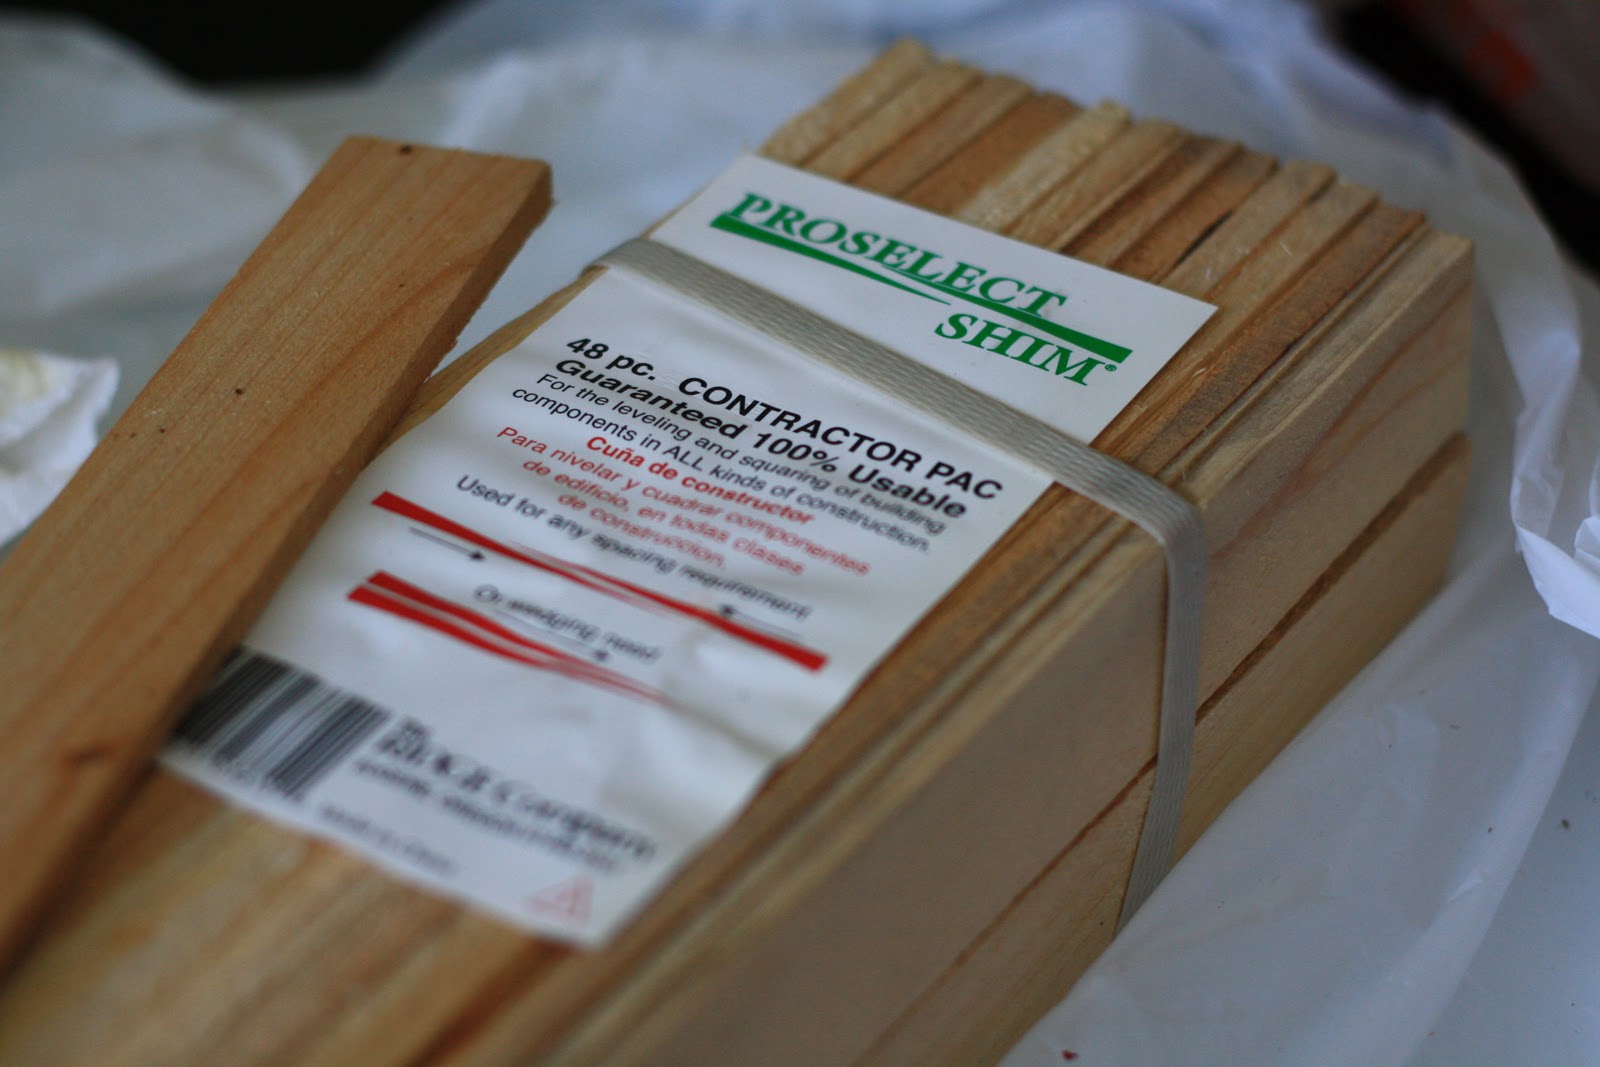 PROSELECT
SHIM®
48 pc. CONTRACTOR PAC
Guaranteed 100% Usable
For the leveling and squaring of building
components in ALL kinds of construction.
Cuña de constructor
Para nivelar y cuadrar componentes
de edificio, en todas clases
de construccion.
Used for any spacing requirement
Or wedging need
Company